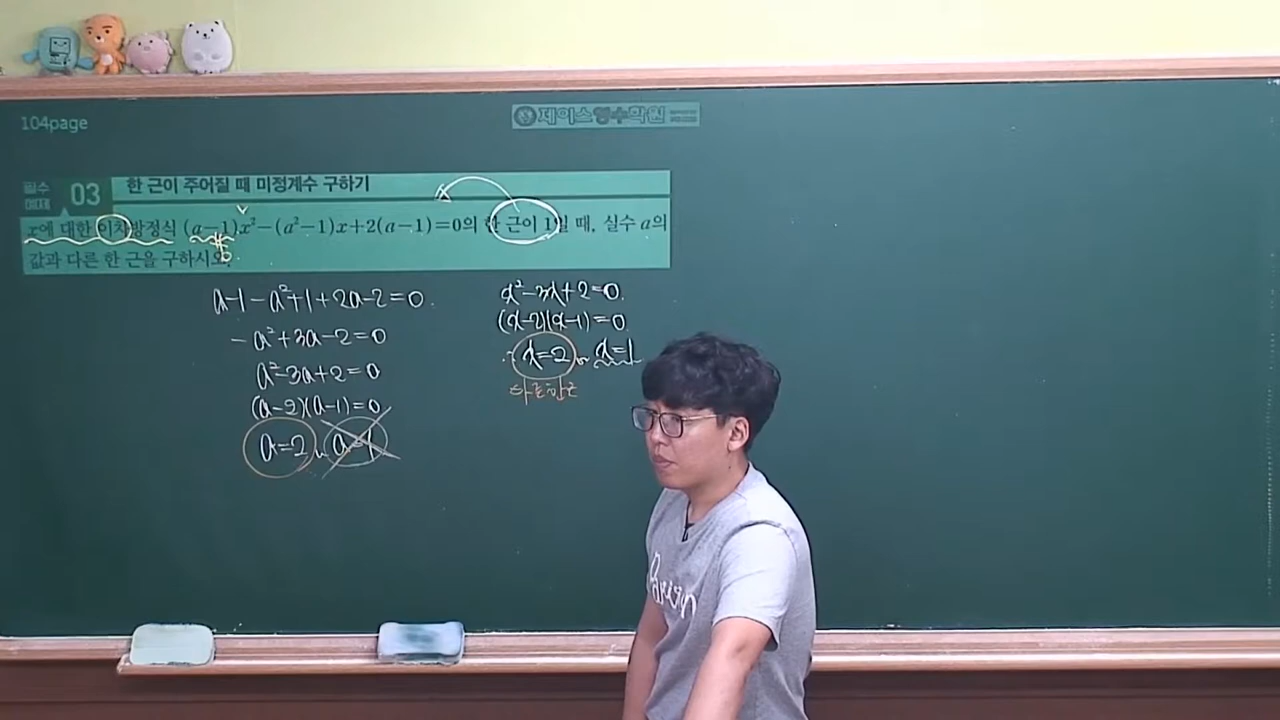 104page
제이스영수학원
필수 예제 03 한 근이 주어질 때 미정계수 구하기
x에 대한 이차방정식 (a-1)x²-(a²-1)x+2(a-1)=0의 한 근이 1일 때, 실수 a의
값과 다른 한 근을 구하시오.
a-1-a²+1+2a-2=0.
-a²+3a-2=0
a²-3a+2=0
(a-2)(a-1)=0
a=2 or a=1
x²-3x+2=0.
(x-2)(x-1)=0.
∴ x=2 or x=1
다른한근